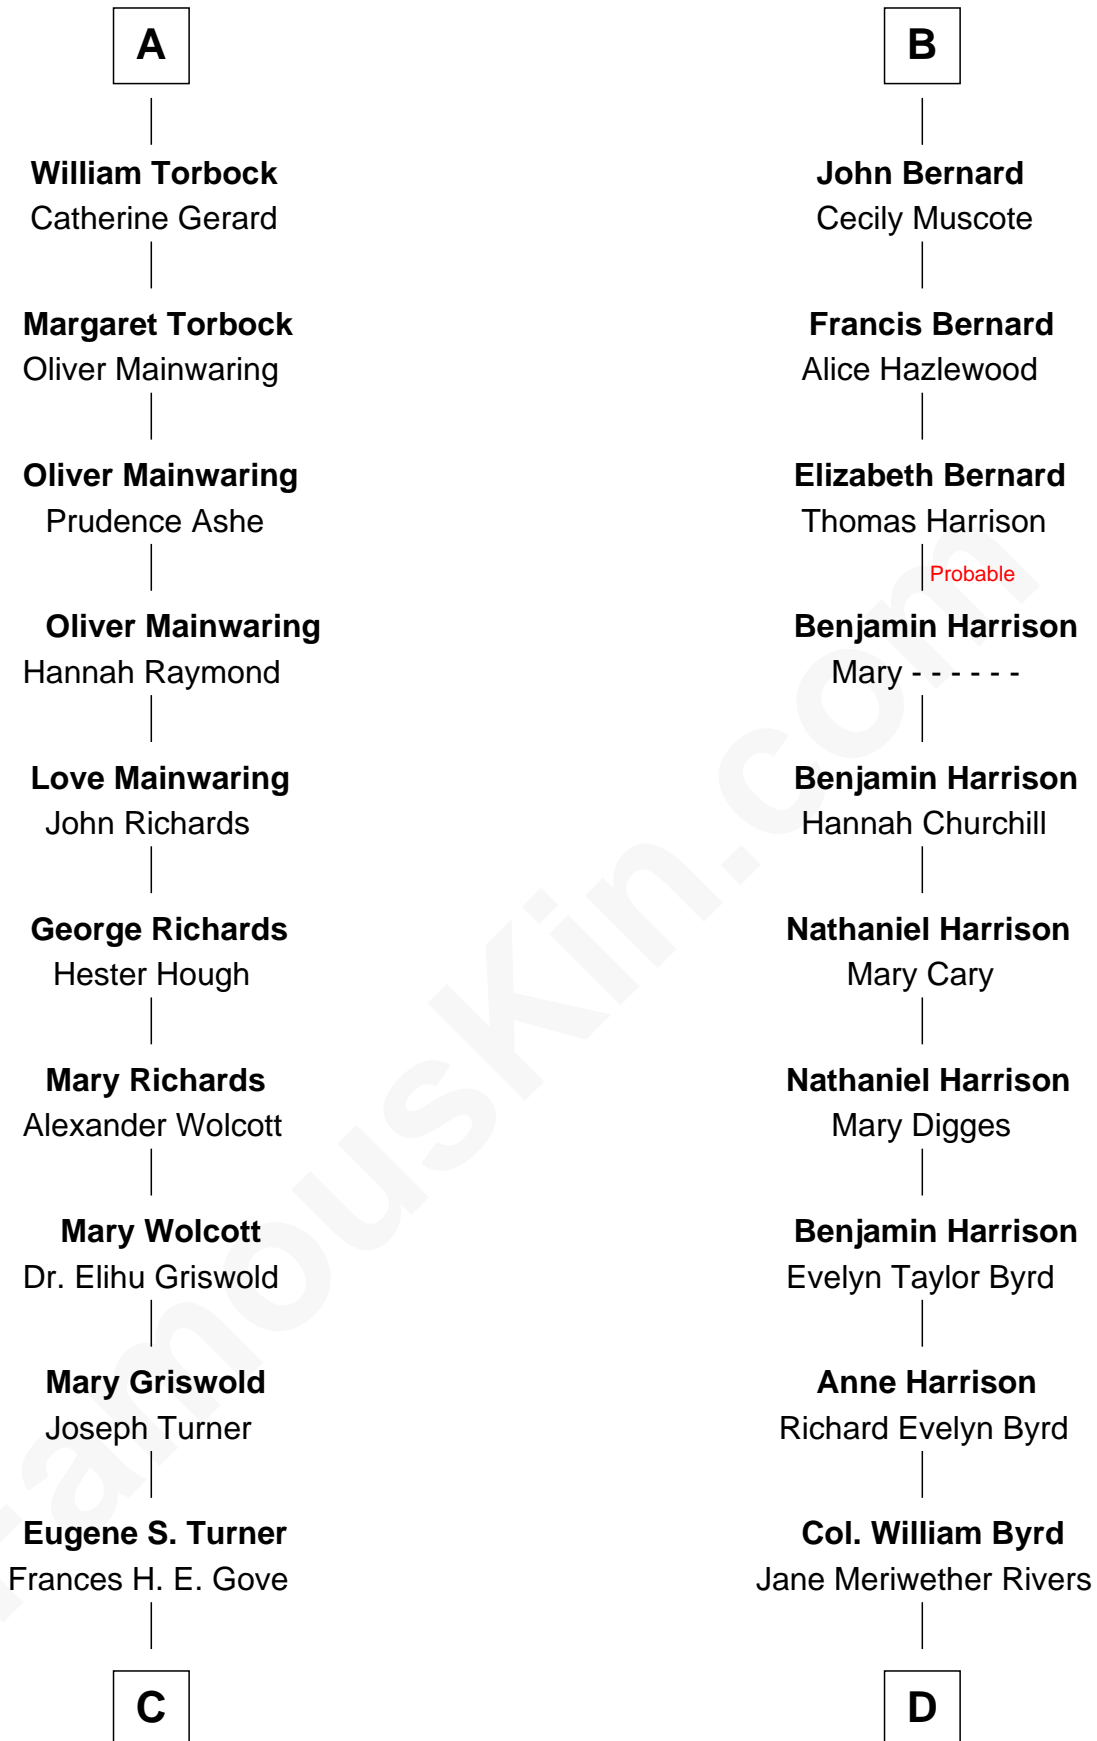 A
William Torbock
Catherine Gerard
Margaret Torbock
Oliver Mainwaring
Oliver Mainwaring
Prudence Ashe
Oliver Mainwaring
Hannah Raymond
Love Mainwaring
John Richards
George Richards
Hester Hough
Mary Richards
Alexander Wolcott
Mary Wolcott
Dr. Elihu Griswold
Mary Griswold
Joseph Turner
Eugene S. Turner
Frances H. E. Gove
C
B
John Bernard
Cecily Muscote
Francis Bernard
Alice Hazlewood
Elizabeth Bernard
Thomas Harrison
Probable
Benjamin Harrison
Mary - - - - - -
Benjamin Harrison
Hannah Churchill
Nathaniel Harrison
Mary Cary
Nathaniel Harrison
Mary Digges
Benjamin Harrison
Evelyn Taylor Byrd
Anne Harrison
Richard Evelyn Byrd
Col. William Byrd
Jane Meriwether Rivers
D
FamousKin.com